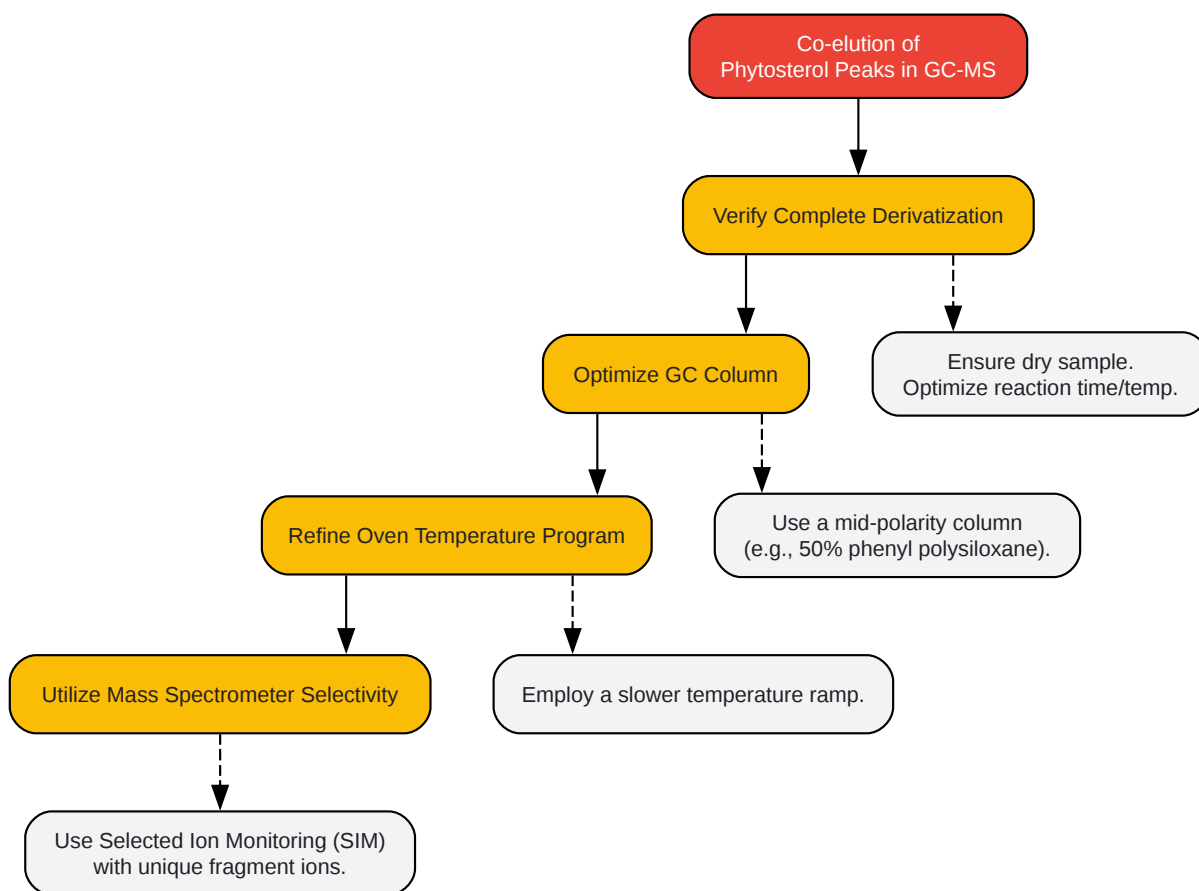 Co-elution of
Phytosterol Peaks in GC-MS
Verify Complete Derivatization
Optimize GC Column
Ensure dry sample.
Optimize reaction time/temp.
Refine Oven Temperature Program
Use a mid-polarity column
(e.g., 50% phenyl polysiloxane).
Utilize Mass Spectrometer Selectivity
Employ a slower temperature ramp.
Use Selected Ion Monitoring (SIM)
with unique fragment ions.